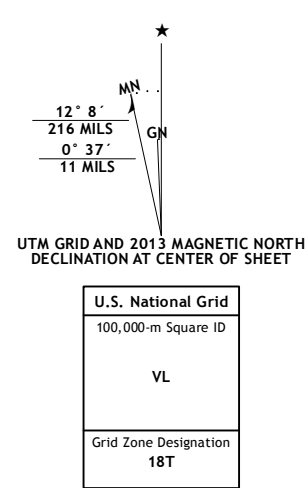 ★
MN
12° 8´
216 MILS
GN
0° 37´
11 MILS
UTM GRID AND 2013 MAGNETIC NORTH
DECLINATION AT CENTER OF SHEET
U.S. National Grid
100,000-m Square ID
VL
Grid Zone Designation
18T